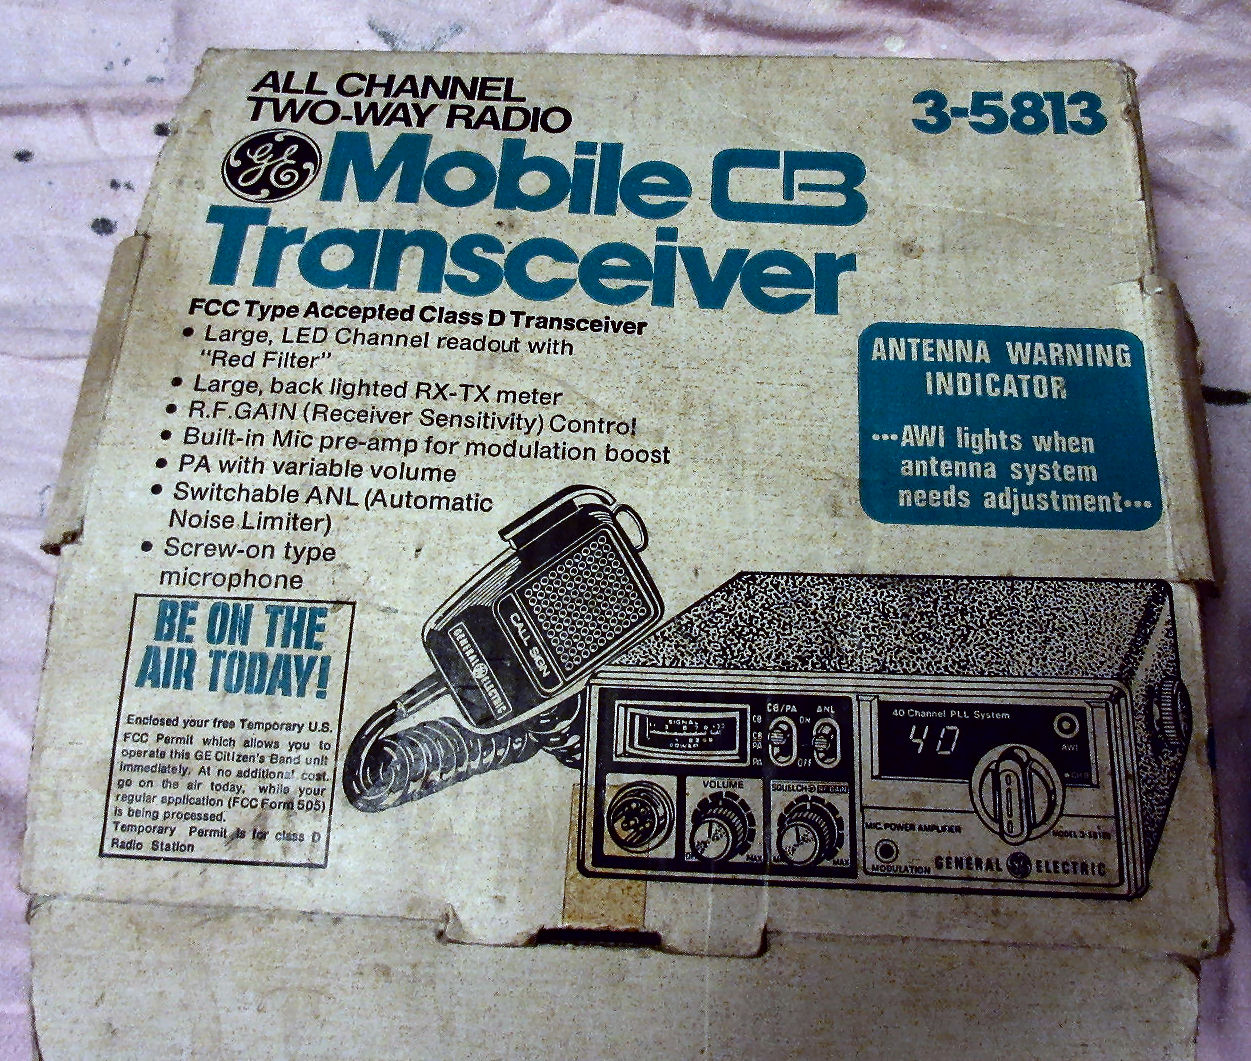 ALL CHANNEL
TWO-WAY RADIO
3-5813
GE Mobile CB
Transceiver
FCC Type Accepted Class D Transceiver
• Large, LED Channel readout with
"Red Filter"
• Large, back lighted RX-TX meter
• R.F.GAIN (Receiver Sensitivity) Control
• Built-in Mic pre-amp for modulation boost
• PA with variable volume
• Switchable ANL (Automatic
Noise Limiter)
• Screw-on type
microphone
ANTENNA WARNING
INDICATOR
•••AWI lights when
antenna system
needs adjustment•••
BE ON THE
AIR TODAY!
Enclosed your free Temporary U.S.
FCC Permit which allows you to
operate this GE Citizen's Band unit
immediately. At no additional cost.
go on the air today, while your
regular application (FCC Form 505)
is being processed.
Temporary Permit is for class D
Radio Station
CALL SIGN
GENERAL GE ELECTRIC
SIGNAL
POWER
CB/PA
CB
PA
ANL
ON
OFF
40 Channel PLL System
40
AWI
VOLUME
MAX
SQUELCH
MAX
MIC. POWER AMPLIFIER
MODULATION
GENERAL GE ELECTRIC